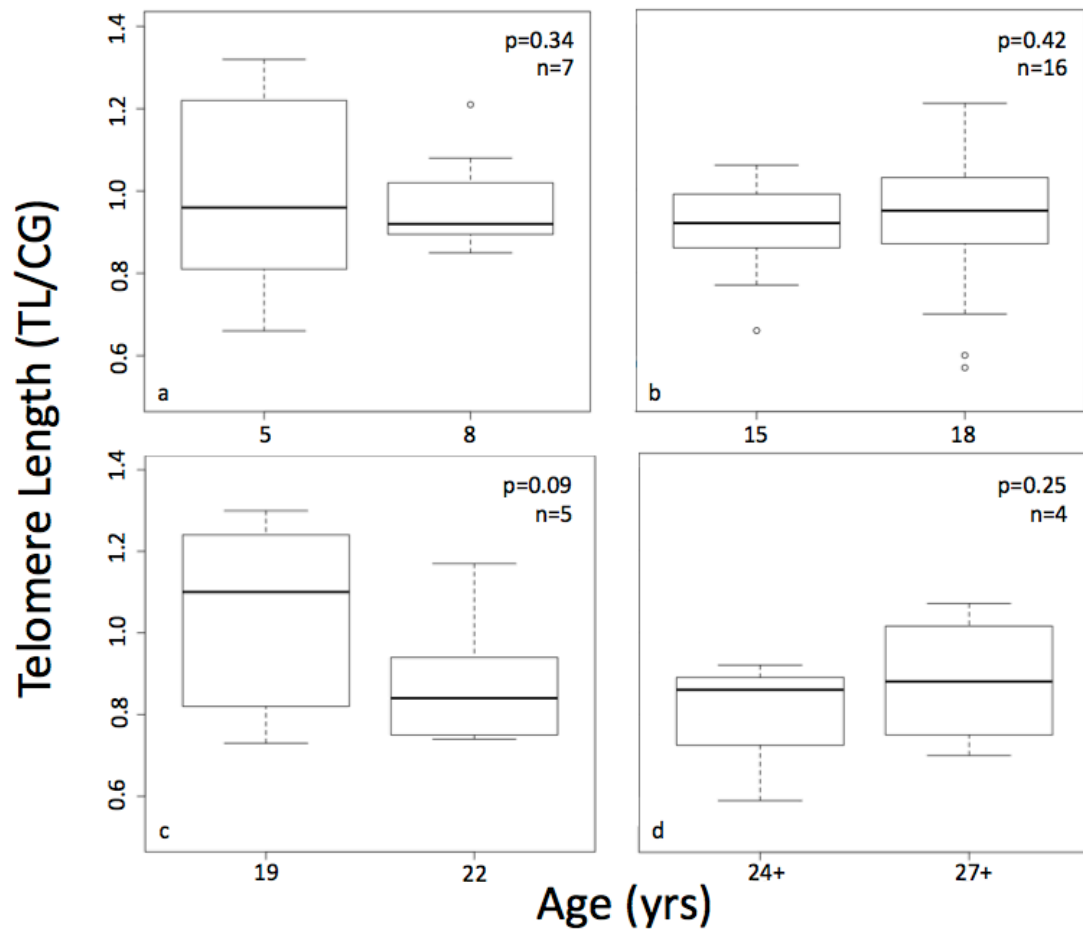 Telomere Length (TL/CG)
1.4
1.2
1.0
0.8
0.6
p=0.34
n=7
a
5 8
p=0.42
n=16
b
15 18
1.4
1.2
1.0
0.8
0.6
p=0.09
n=5
c
19 22
p=0.25
n=4
d
24+ 27+
Age (yrs)